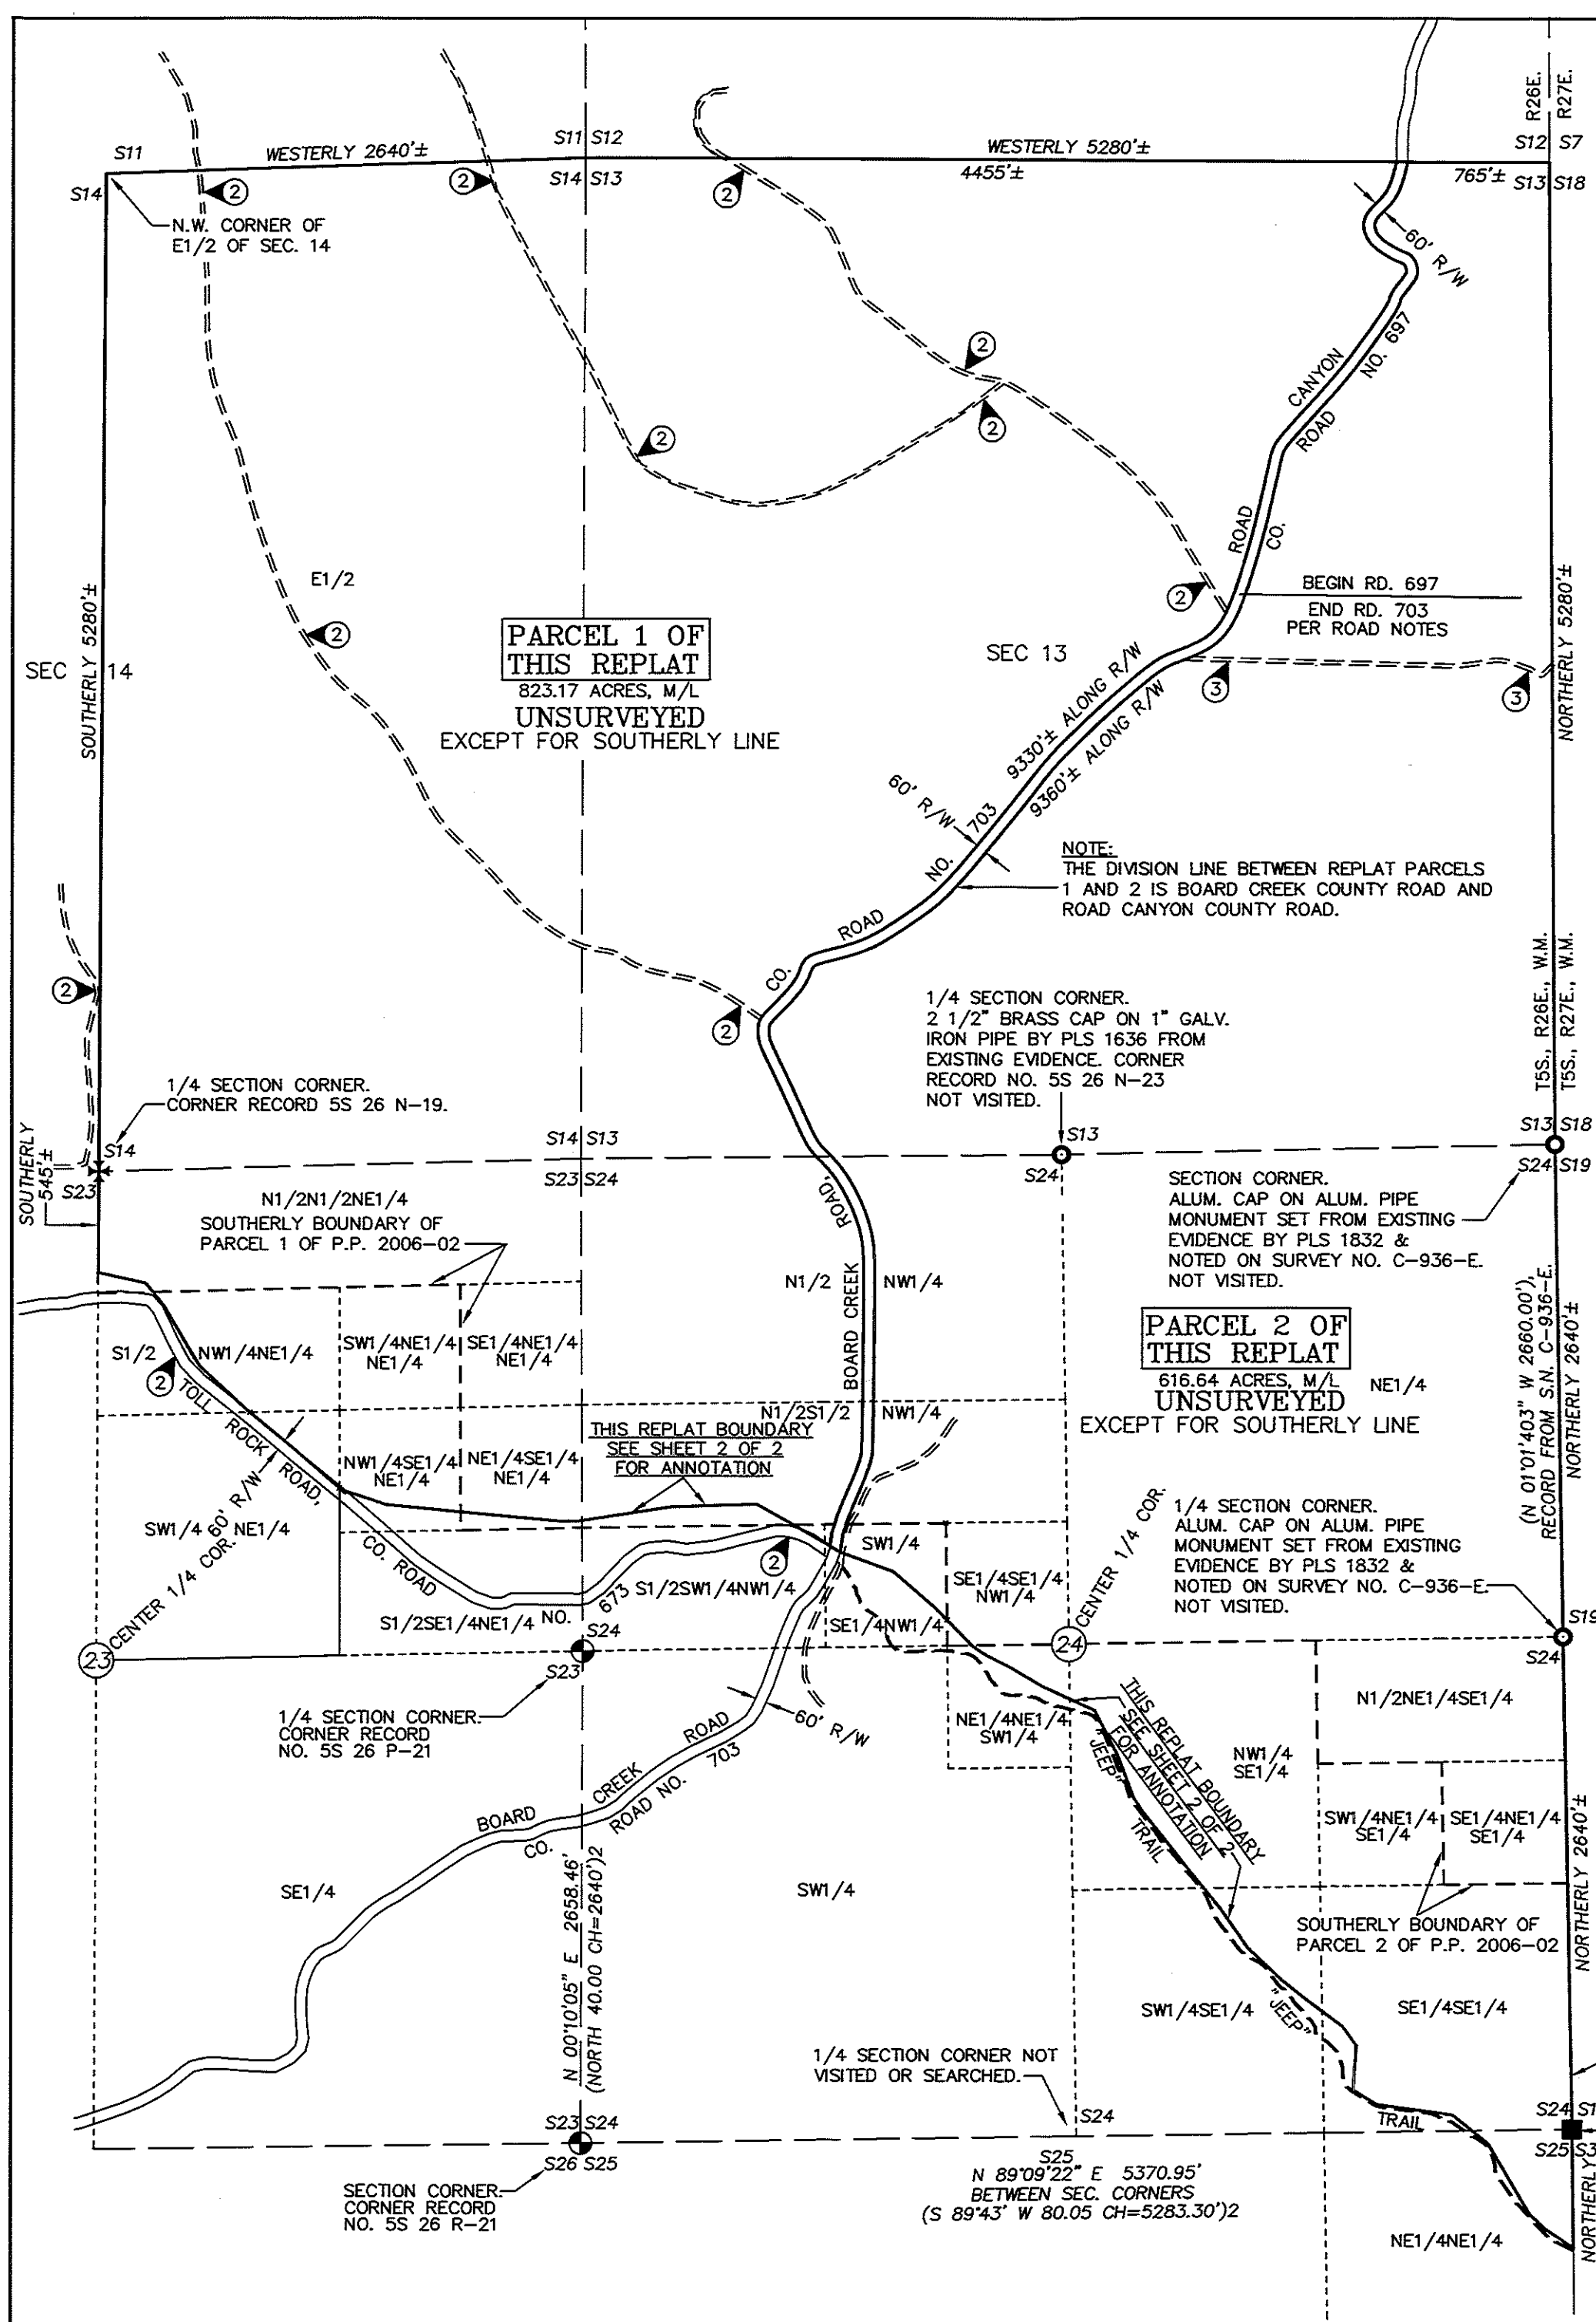 R26E.
R27E.
S11
WESTERLY 2640'±
S11 S12
WESTERLY 5280'±
S12 S7
S14
S14 S13
4455'±
765'±
S13 S18
2
2
2
N.W. CORNER OF
E1/2 OF SEC. 14
60' R/W
ROAD CANYON ROAD
CO. NO. 697
2
2
2
SOUTHERLY 5280'±
E1/2
2
2
BEGIN RD. 697
END RD. 703
PER ROAD NOTES
NORTHERLY 5280'±
PARCEL 1 OF
THIS REPLAT
823.17 ACRES, M/L
UNSURVEYED
EXCEPT FOR SOUTHERLY LINE
SEC 14
SEC 13
3
3
9330'± ALONG R/W
9360'± ALONG R/W
60' R/W
NOTE:
THE DIVISION LINE BETWEEN REPLAT PARCELS
1 AND 2 IS BOARD CREEK COUNTY ROAD AND
ROAD CANYON COUNTY ROAD.
BOARD CREEK ROAD, CO. ROAD NO. 703
2
2
T5S., R26E., W.M.
T5S., R27E., W.M.
1/4 SECTION CORNER.
2 1/2" BRASS CAP ON 1" GALV.
IRON PIPE BY PLS 1636 FROM
EXISTING EVIDENCE. CORNER
RECORD NO. 5S 26 N-23
NOT VISITED.
1/4 SECTION CORNER.
CORNER RECORD 5S 26 N-19.
SOUTHERLY
545'±
S14
S23
S14 S13
S23 S24
S13
S24
S13 S18
S24 S19
SECTION CORNER.
ALUM. CAP ON ALUM. PIPE
MONUMENT SET FROM EXISTING
EVIDENCE BY PLS 1832 &
NOTED ON SURVEY NO. C-936-E.
NOT VISITED.
N1/2N1/2NE1/4
SOUTHERLY BOUNDARY OF
PARCEL 1 OF P.P. 2006-02
N1/2 NW1/4
PARCEL 2 OF
THIS REPLAT
616.64 ACRES, M/L
UNSURVEYED
EXCEPT FOR SOUTHERLY LINE
NE1/4
(N 01°01'403" W 2660.00'),
RECORD FROM S.N. C-936-E.
NORTHERLY 2640'±
S1/2 NW1/4NE1/4
SW1/4NE1/4
NE1/4
SE1/4NE1/4
NE1/4
2
TOLL ROCK ROAD,
CO. ROAD NO. 673
60' R/W
N1/2S1/2 NW1/4
THIS REPLAT BOUNDARY
SEE SHEET 2 OF 2
FOR ANNOTATION
NW1/4SE1/4
NE1/4
NE1/4SE1/4
NE1/4
SW1/4 NE1/4
CENTER 1/4 COR.
23
S1/2SE1/4NE1/4
S1/2SW1/4NW1/4
2
SW1/4
SE1/4SE1/4
NW1/4
SE1/4NW1/4
CENTER 1/4 COR.
24
1/4 SECTION CORNER.
ALUM. CAP ON ALUM. PIPE
MONUMENT SET FROM EXISTING
EVIDENCE BY PLS 1832 &
NOTED ON SURVEY NO. C-936-E.
NOT VISITED.
S24
S23
S19
S24
1/4 SECTION CORNER.
CORNER RECORD
NO. 5S 26 P-21
60' R/W
NE1/4NE1/4
SW1/4
THIS REPLAT BOUNDARY
SEE SHEET 2 OF 2
FOR ANNOTATION
N1/2NE1/4SE1/4
NW1/4
SE1/4
"JEEP" TRAIL
SW1/4NE1/4
SE1/4
SE1/4NE1/4
SE1/4
BOARD CREEK ROAD
CO. ROAD NO. 703
SE1/4
SW1/4
SOUTHERLY BOUNDARY OF
PARCEL 2 OF P.P. 2006-02
NORTHERLY 2640'±
N 00°10'05" E 2658.46'
(NORTH 40.00 CH=2640')2
SW1/4SE1/4
SE1/4SE1/4
"JEEP" TRAIL
1/4 SECTION CORNER NOT
VISITED OR SEARCHED.
S23 S24
S26 S25
S24
S25
S24 S1
S25 S3
N 89°09'22" E 5370.95'
BETWEEN SEC. CORNERS
(S 89°43' W 80.05 CH=5283.30')2
SECTION CORNER.
CORNER RECORD
NO. 5S 26 R-21
NE1/4NE1/4
NORTHERLY